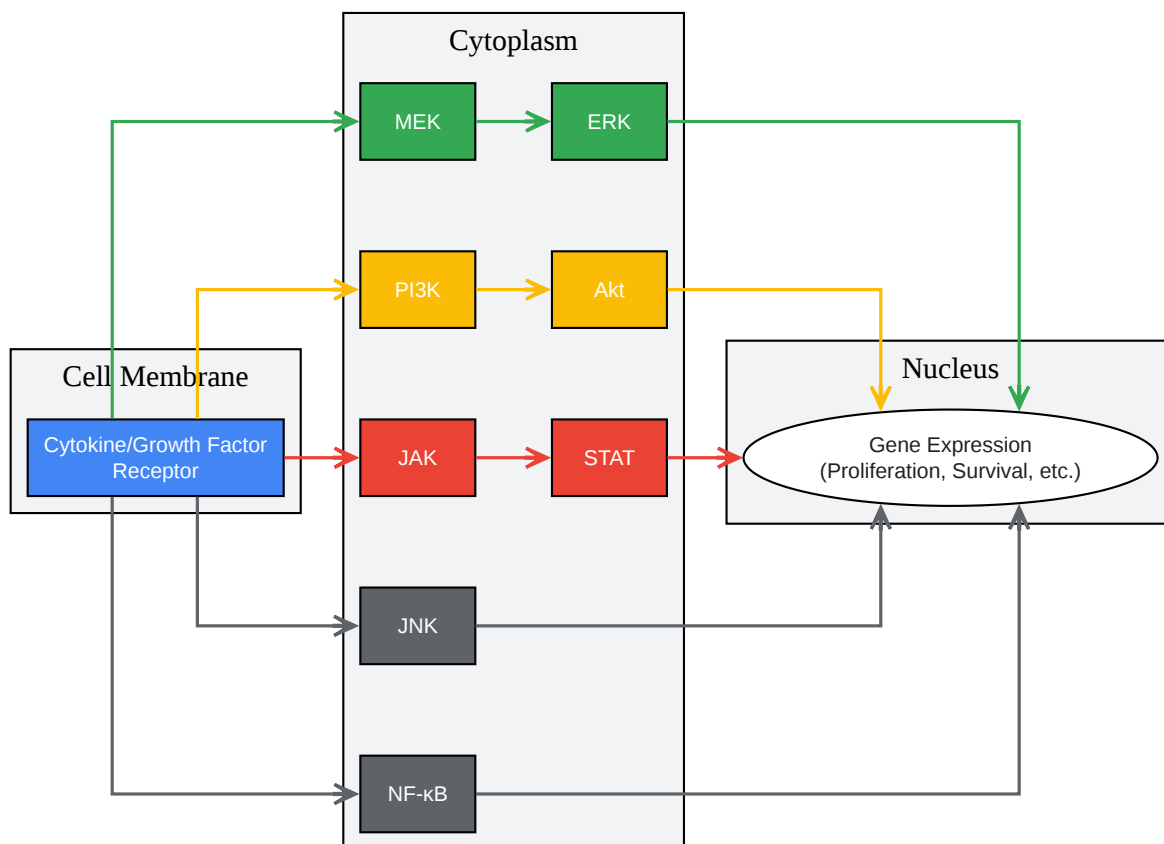 Cytoplasm
MEK
ERK
PI3K
Akt
Cell Membrane
Nucleus
Cytokine/Growth Factor
Receptor
JAK
STAT
Gene Expression
(Proliferation, Survival, etc.)
JNK
NF-κB